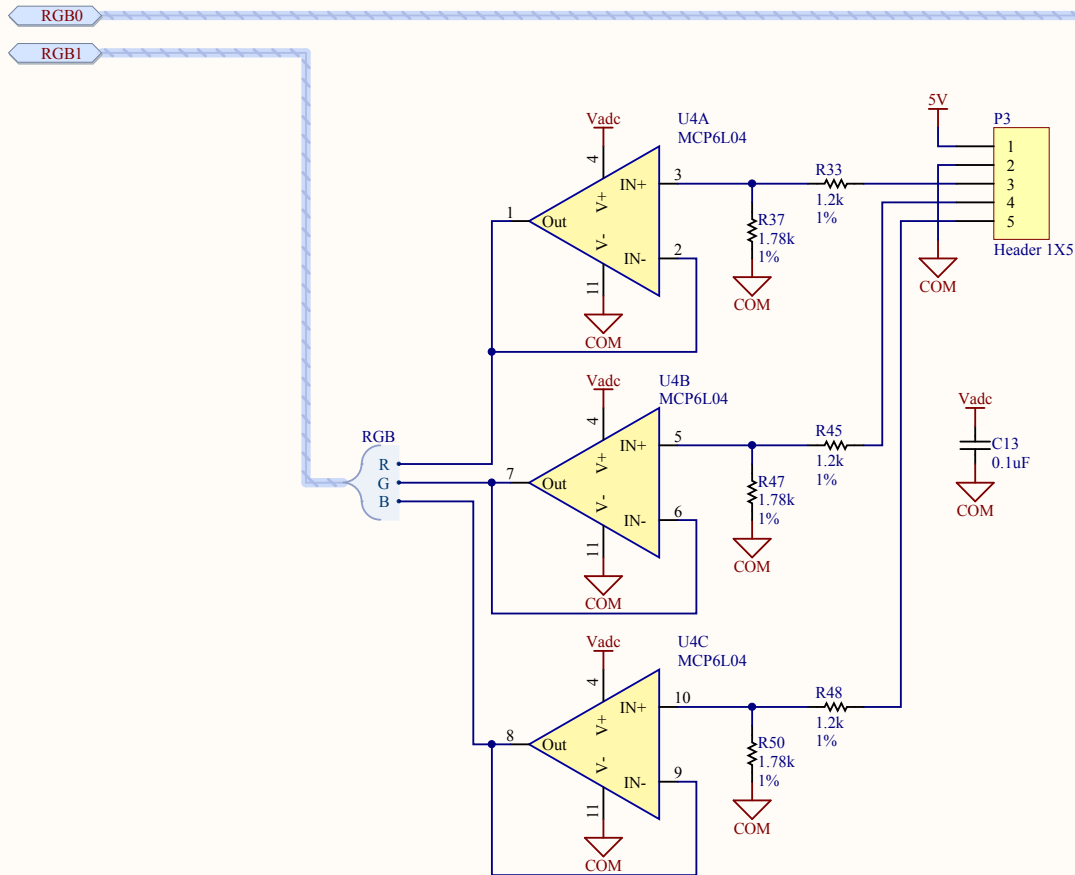 RGB0
RGB1
5V
P3
1
2
3
4
5
Header 1X5
COM
Vadc
U4A
MCP6L04
4
V+
IN+
3
R33
1.2k
1%
1
Out
R37
1.78k
1%
V-
IN-
2
11
COM
COM
Vadc
U4B
MCP6L04
4
V+
IN+
5
R45
1.2k
1%
7
Out
R47
1.78k
1%
V-
IN-
6
11
COM
COM
Vadc
C13
0.1uF
COM
RGB
R
G
B
Vadc
U4C
MCP6L04
4
V+
IN+
10
R48
1.2k
1%
8
Out
R50
1.78k
1%
V-
IN-
9
11
COM
COM